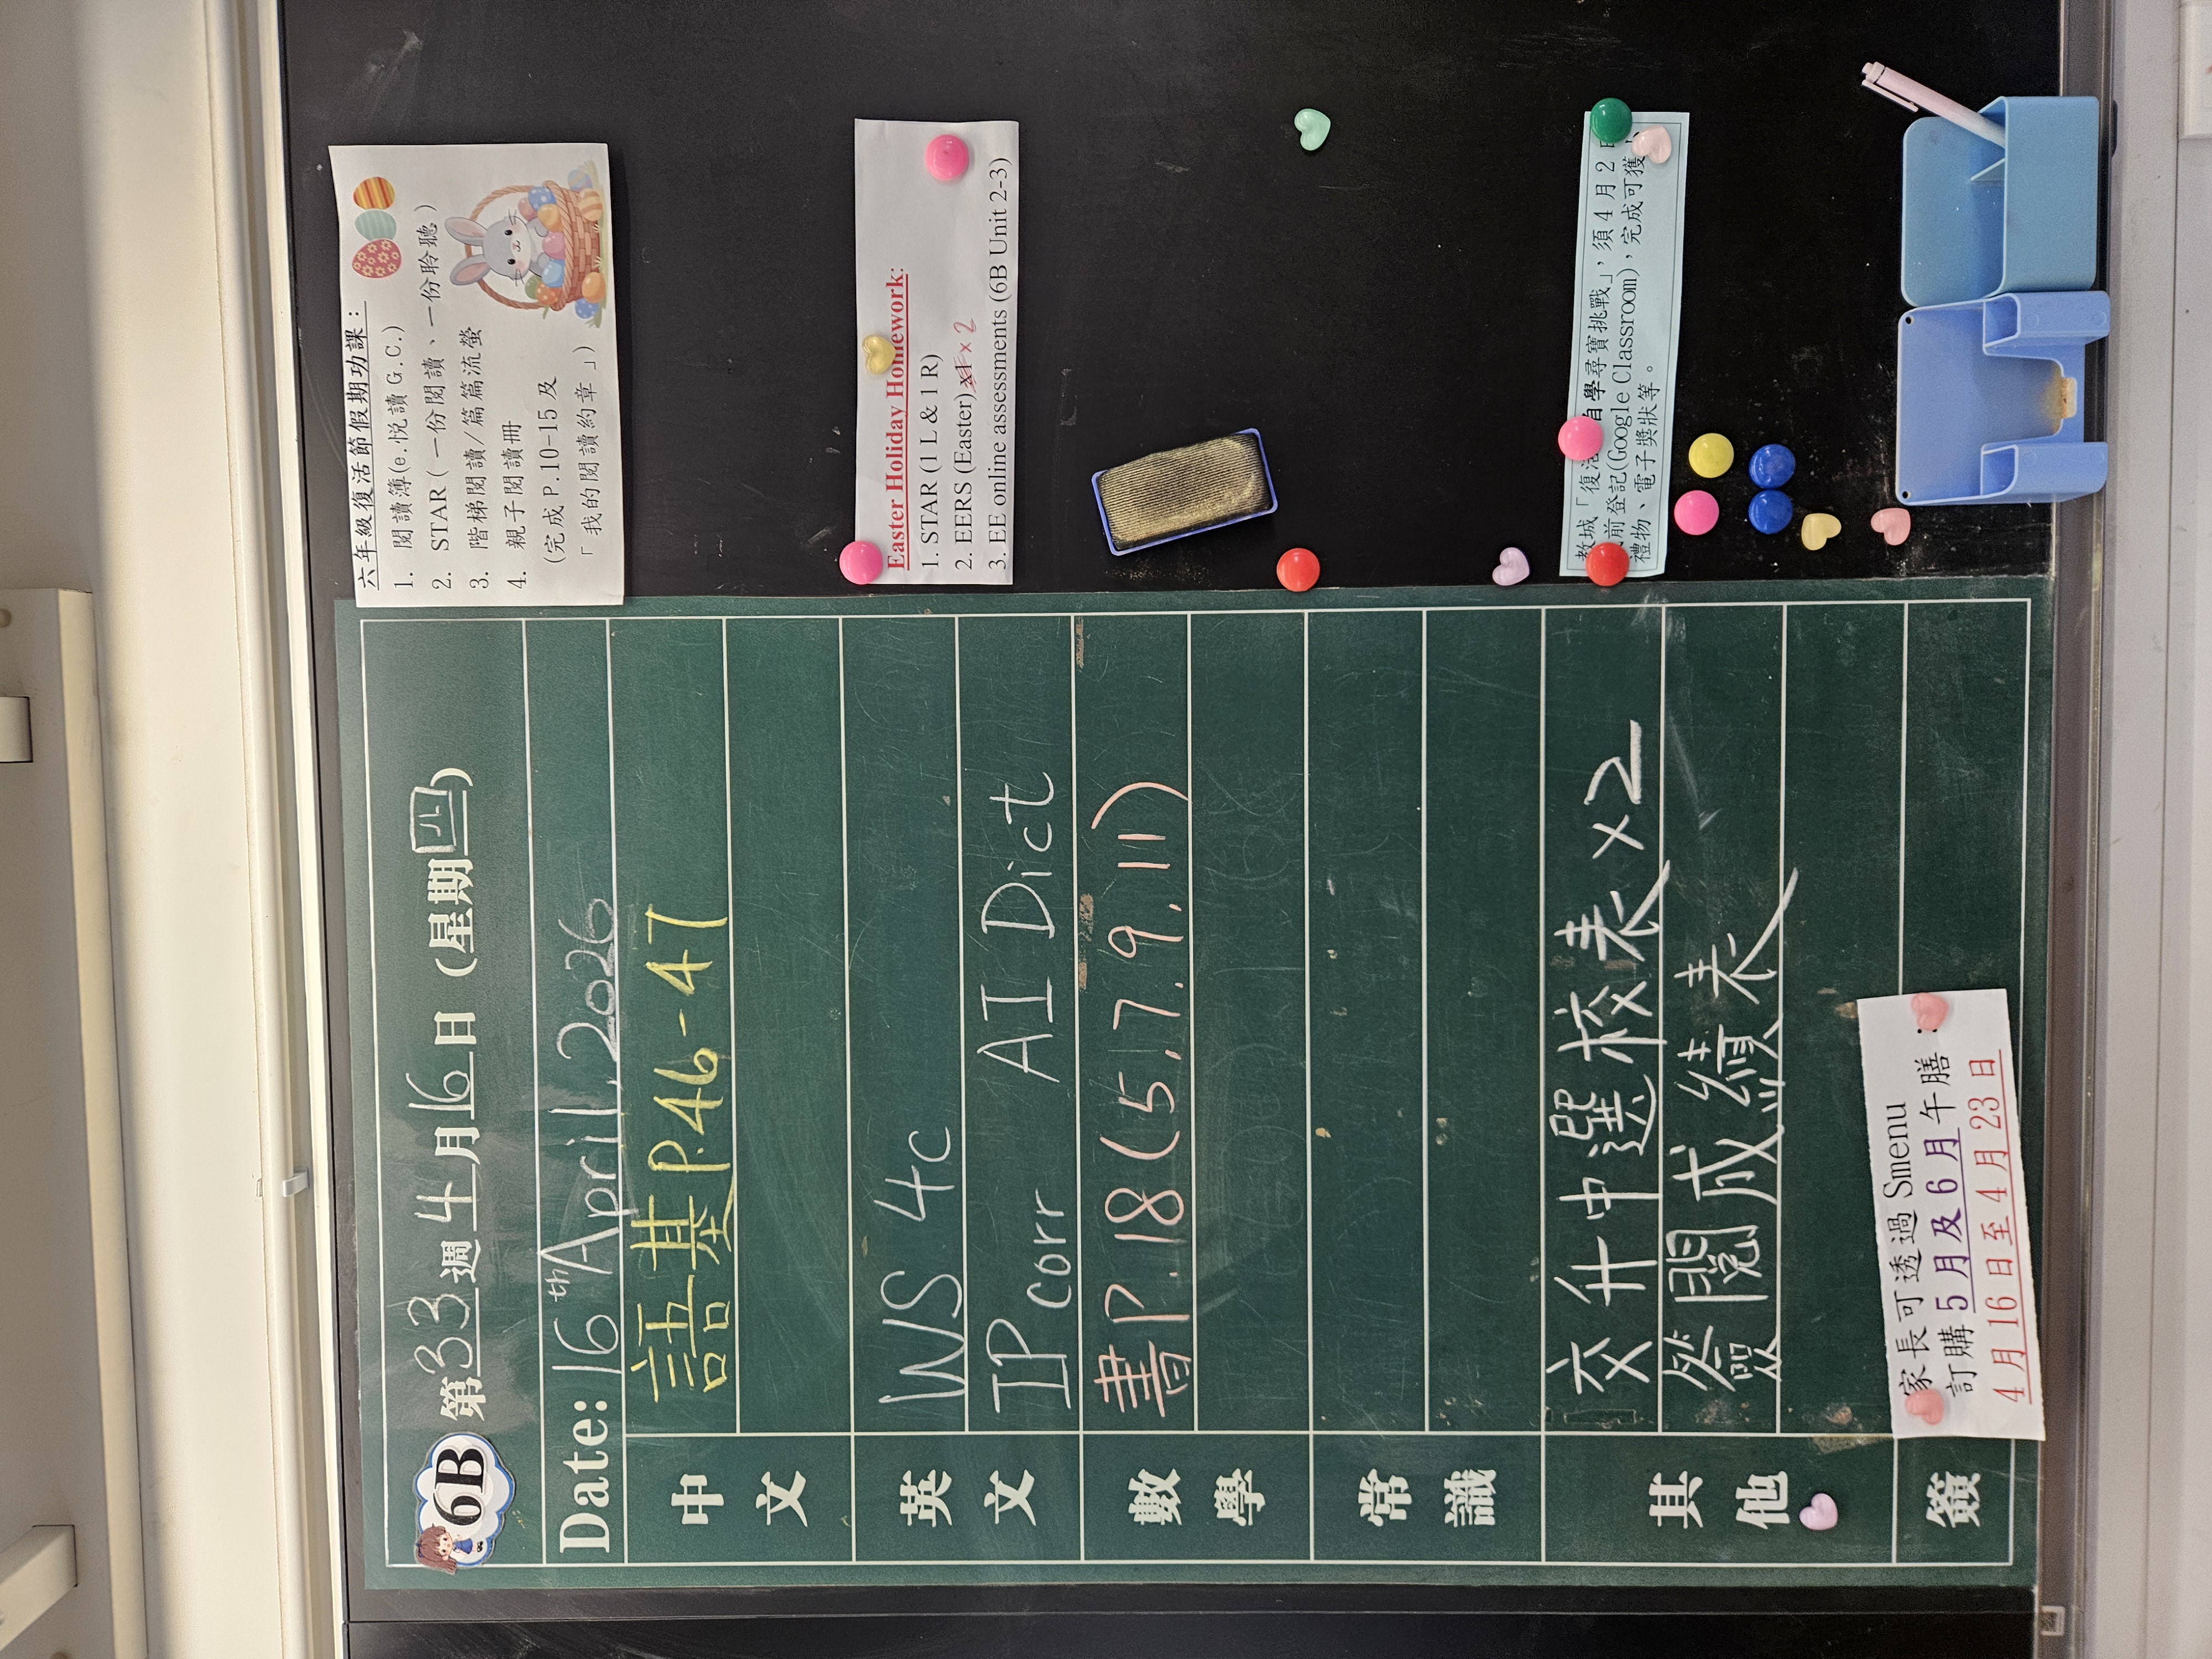 6B 第33週 4月16日 (星期四)
Date: 16th April, 2026
中文
語基 P.46-47
英文
WS 4c
IP corr AI Dict
數學
書 P.18 (5.7.9.11)
常識
其他
交升中選校表x2
簽閱成績表
簽
家長可透過 Smenu
訂購 5月及6月午膳：
4月16日至4月23日
六年級復活節假期功課：
1. 閱讀簿(e.悅讀 G.C.)
2. STAR（一份閱讀、一份聆聽）
3. 階梯閱讀/篇篇流螢
4. 親子閱讀冊
(完成 P.10-15 及
「我的閱讀約章」)
Easter Holiday Homework:
1. STAR (1 L & 1 R)
2. EERS (Easter) x1 x 2
3. EE online assessments (6B Unit 2-3)
教城「復活 自學尋寶挑戰」, 須 4 月 2
前登記(Google Classroom), 完成可獲
禮物、電子獎狀等。